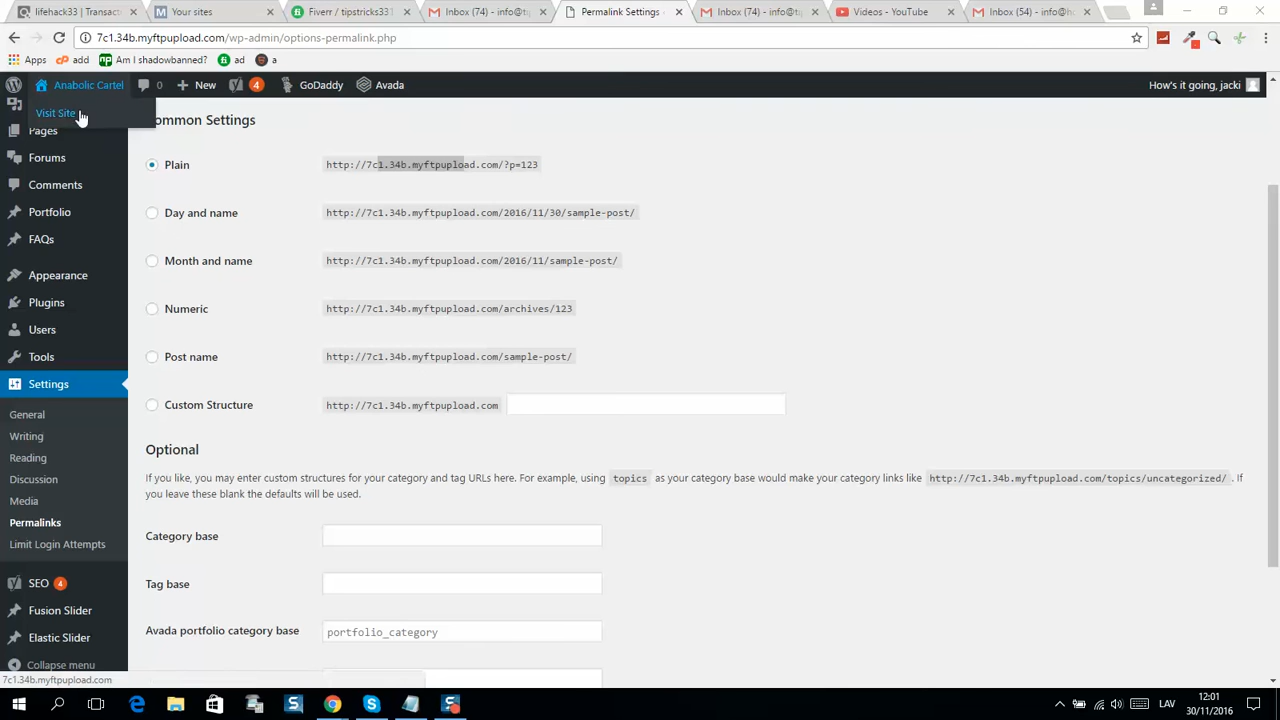 lifehack33 | Transact
Your sites
Fiverr / tipstricks331
Inbox (74) - info@ti
Permalink Settings
Inbox (74) - info@ti
Videos - YouTube
Inbox (54) - info@h
7c1.34b.myftpupload.com/wp-admin/options-permalink.php
Apps
add
Am I shadowbanned?
ad
a
Anabolic Cartel
0
New
4
GoDaddy
Avada
How's it going, jacki
Visit Site
Pages
Forums
Comments
Portfolio
FAQs
Appearance
Plugins
Users
Tools
Settings
General
Writing
Reading
Discussion
Media
Permalinks
Limit Login Attempts
SEO 4
Fusion Slider
Elastic Slider
Collapse menu
7c1.34b.myftpupload.com
ommon Settings
Plain http://7c1.34b.myftpupload.com/?p=123
Day and name http://7c1.34b.myftpupload.com/2016/11/30/sample-post/
Month and name http://7c1.34b.myftpupload.com/2016/11/sample-post/
Numeric http://7c1.34b.myftpupload.com/archives/123
Post name http://7c1.34b.myftpupload.com/sample-post/
Custom Structure http://7c1.34b.myftpupload.com
Optional
If you like, you may enter custom structures for your category and tag URLs here. For example, using topics as your category base would make your category links like http://7c1.34b.myftpupload.com/topics/uncategorized/ . If
you leave these blank the defaults will be used.
Category base
Tag base
Avada portfolio category base portfolio_category
LAV
12:01
30/11/2016